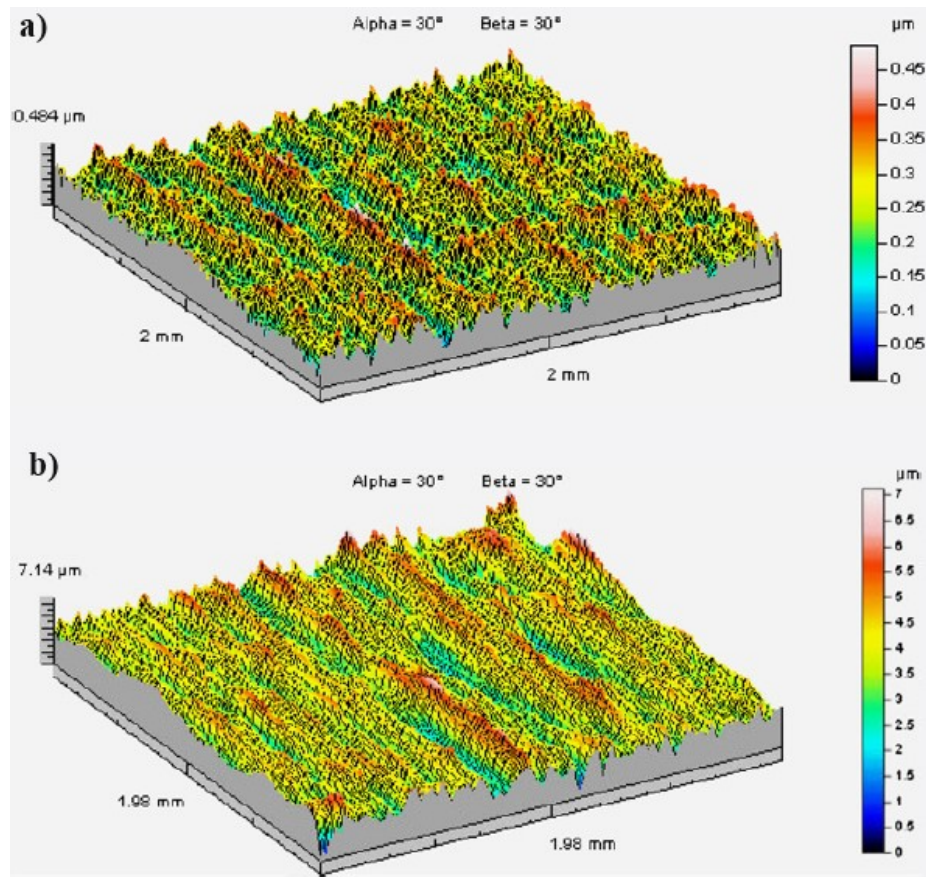 a)
Alpha = 30° Beta = 30°
µm
0.484 µm
0.45
0.4
0.35
0.3
0.25
0.2
0.15
0.1
0.05
0
2 mm
2 mm
b)
Alpha = 30° Beta = 30°
µm
7.14 µm
7
6.5
6
5.5
5
4.5
4
3.5
3
2.5
2
1.5
1
0.5
0
1.98 mm
1.98 mm